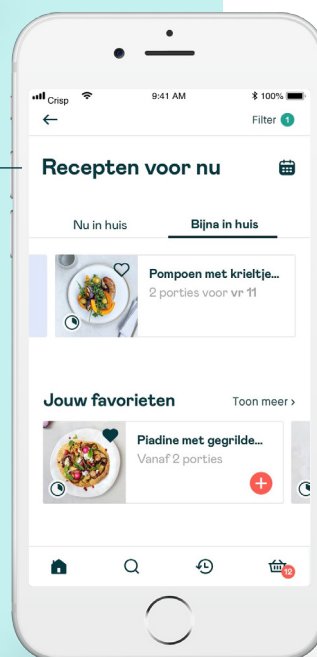 Crisp 9:41 AM 100%
Filter 1
Recepten voor nu
Nu in huis Bijna in huis
Pompoen met krieltje...
2 porties voor vr 11
Jouw favorieten Toon meer ›
Piadine met gegrilde...
Vanaf 2 porties
12